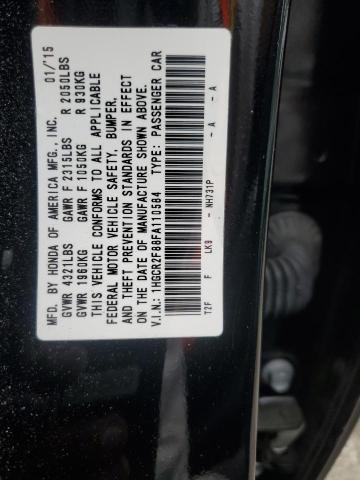 MFD. BY HONDA OF AMERICA MFG., INC. 01/'15
GVWR 4321LBS GAWR F 2315LBS R 2050LBS
GVWR 1960KG GAWR F 1050KG R 930KG
THIS VEHICLE CONFORMS TO ALL APPLICABLE
FEDERAL MOTOR VEHICLE SAFETY, BUMPER,
AND THEFT PREVENTION STANDARDS IN EFFECT
ON THE DATE OF MANUFACTURE SHOWN ABOVE.
V.I.N.: 1HGCR2F88FA110584 TYPE: PASSENGER CAR
T2F F LK9 - NH731P - A - A